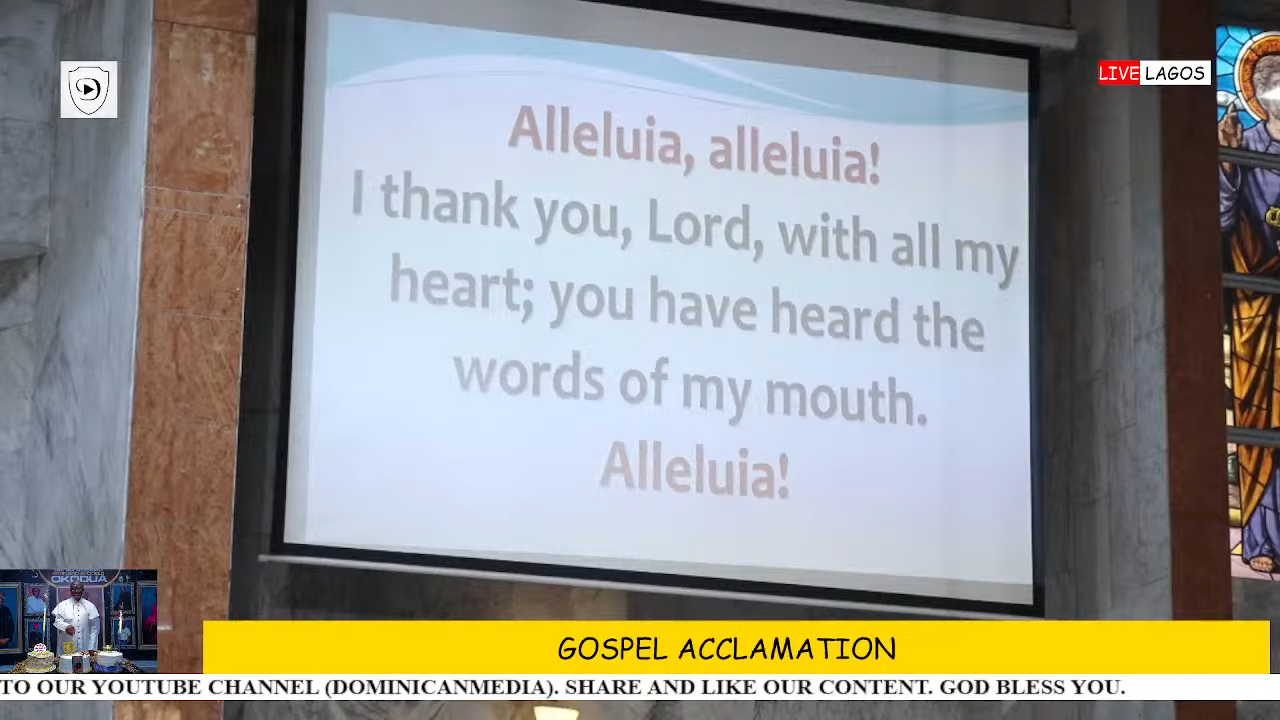 LIVE LAGOS
Alleluia, alleluia!
I thank you, Lord, with all my
heart; you have heard the
words of my mouth.
Alleluia!
OKODUA
GOSPEL ACCLAMATION
TO OUR YOUTUBE CHANNEL (DOMINICANMEDIA). SHARE AND LIKE OUR CONTENT. GOD BLESS YOU.